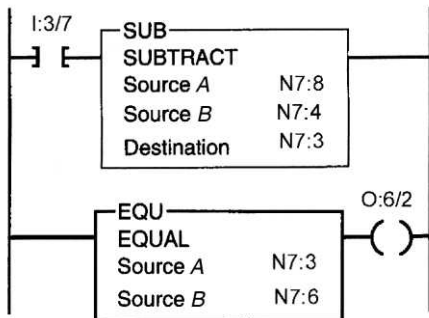 I:3/7
SUB
SUBTRACT
Source A N7:8
Source B N7:4
Destination N7:3
O:6/2
EQU
EQUAL
Source A N7:3
Source B N7:6